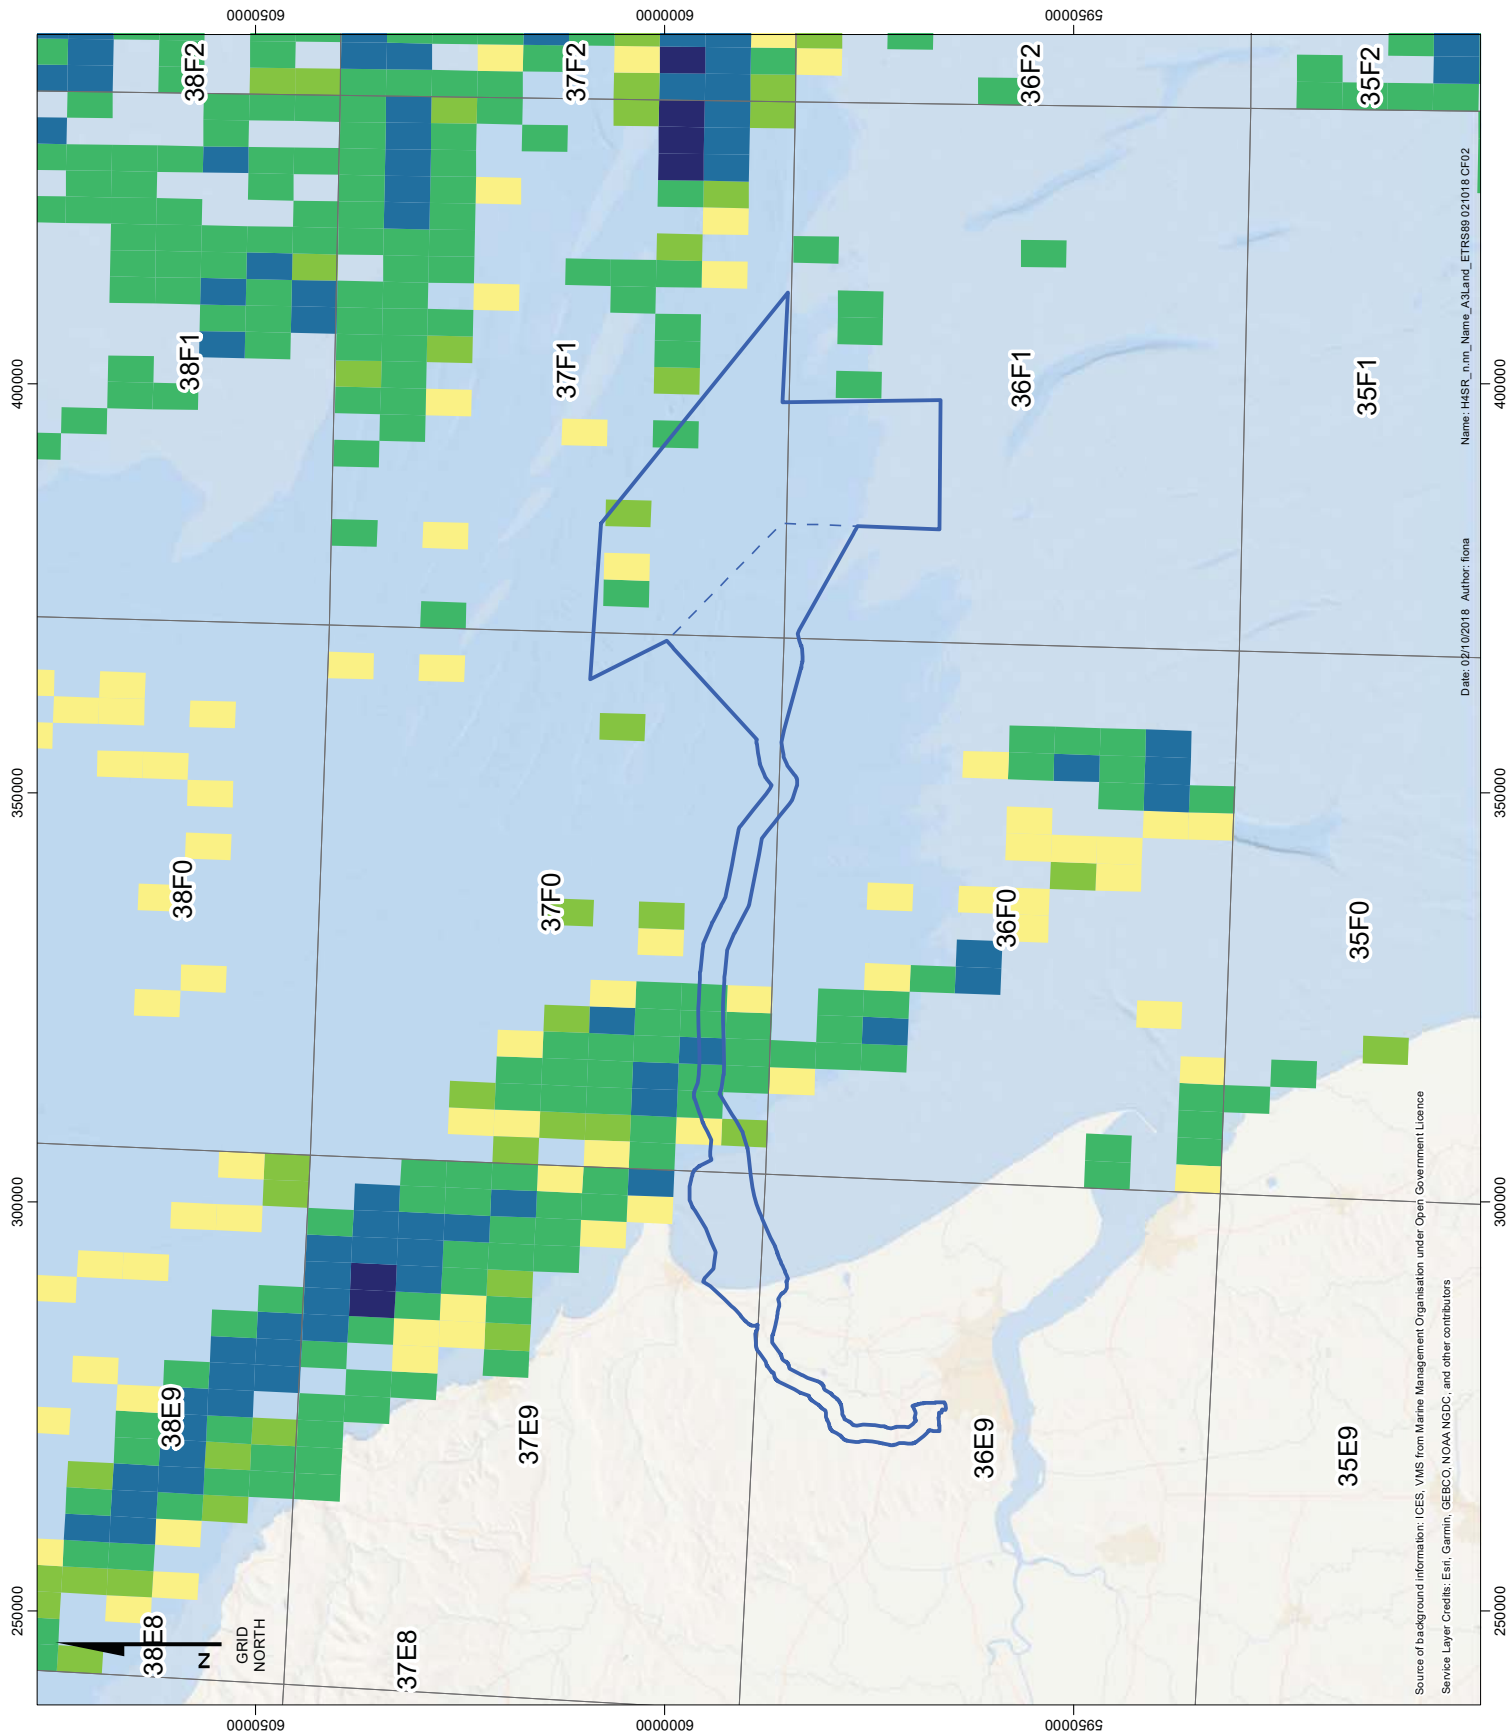 250000
300000
350000
400000
38E8
38E9
38F0
38F1
38F2
N
GRID
NORTH
6050000
6050000
37E8
37E9
37F0
37F1
37F2
6000000
6000000
36E9
36F0
36F1
36F2
5950000
5950000
35E9
35F0
35F1
35F2
Source of background information: ICES, VMS from Marine Management Organisation under Open Government Licence
Service Layer Credits: Esri, Garmin, GEBCO, NOAA NGDC, and other contributors
Date: 02/10/2018 Author: fiona
Name: H4SR_n.nn_Name_A3Land_ETRS89 021018 CF02
250000
300000
350000
400000